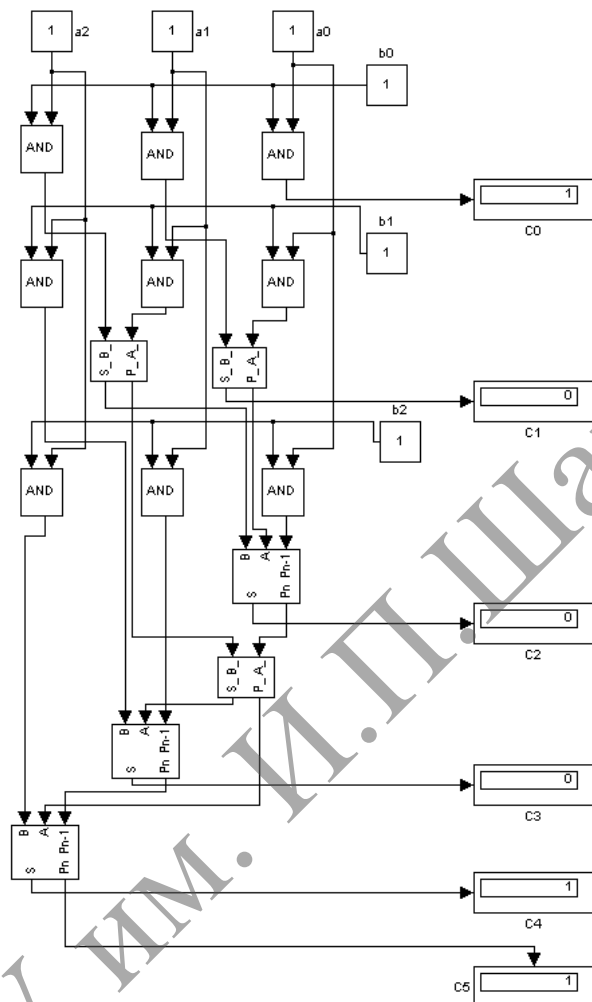 1 a2 1 a1 1 a0
b0
1
AND AND AND
1
C0
b1
1
AND AND AND
S_ B_ P_ A_ S_ B_ P_ A_
0
C1
b2
1
AND AND AND
B A Pn-1
S Pn
0
C2
S_ B_ P_ A_
B A Pn-1
S Pn
0
C3
B A Pn-1
S Pn
1
C4
C5 1
им. И.П.Ша